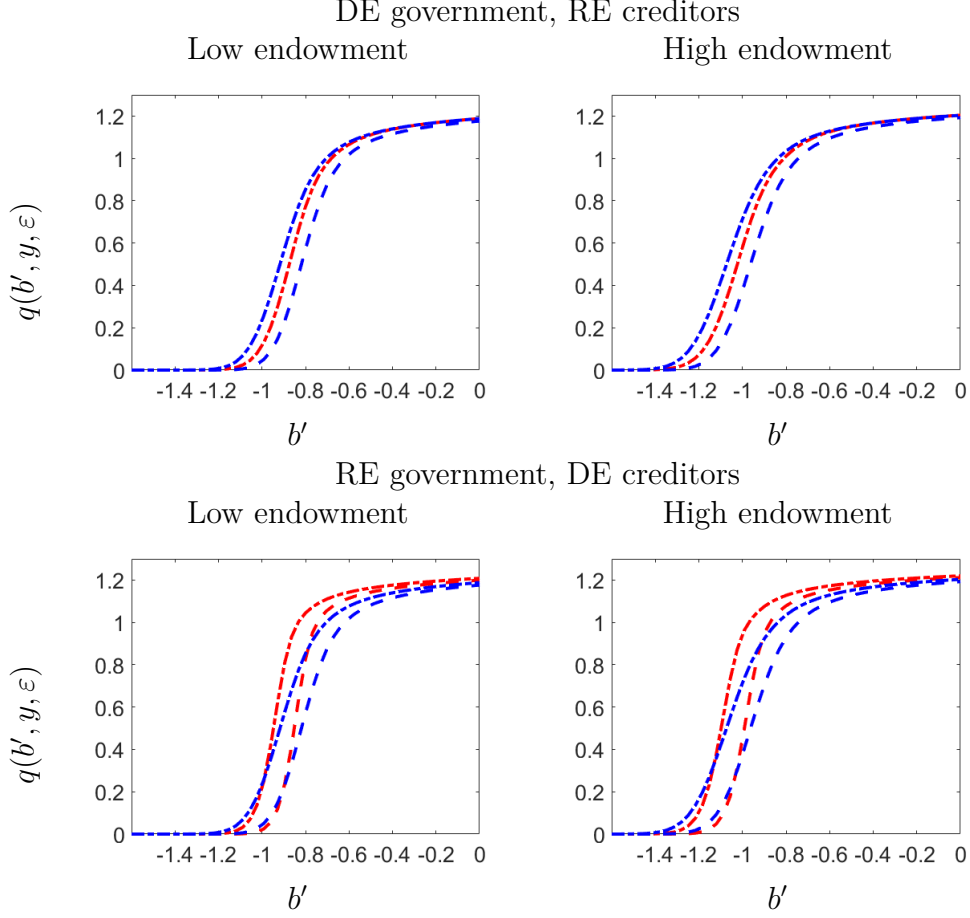 DE government, RE creditors
Low endowment High endowment
q(b′, y, ε)
1.2 1.2
1 1
0.8 0.8
0.6 0.6
0.4 0.4
0.2 0.2
0 0
-1.4 -1.2 -1 -0.8 -0.6 -0.4 -0.2 0 -1.4 -1.2 -1 -0.8 -0.6 -0.4 -0.2 0
b′ b′
RE government, DE creditors
Low endowment High endowment
q(b′, y, ε)
1.2 1.2
1 1
0.8 0.8
0.6 0.6
0.4 0.4
0.2 0.2
0 0
-1.4 -1.2 -1 -0.8 -0.6 -0.4 -0.2 0 -1.4 -1.2 -1 -0.8 -0.6 -0.4 -0.2 0
b′ b′